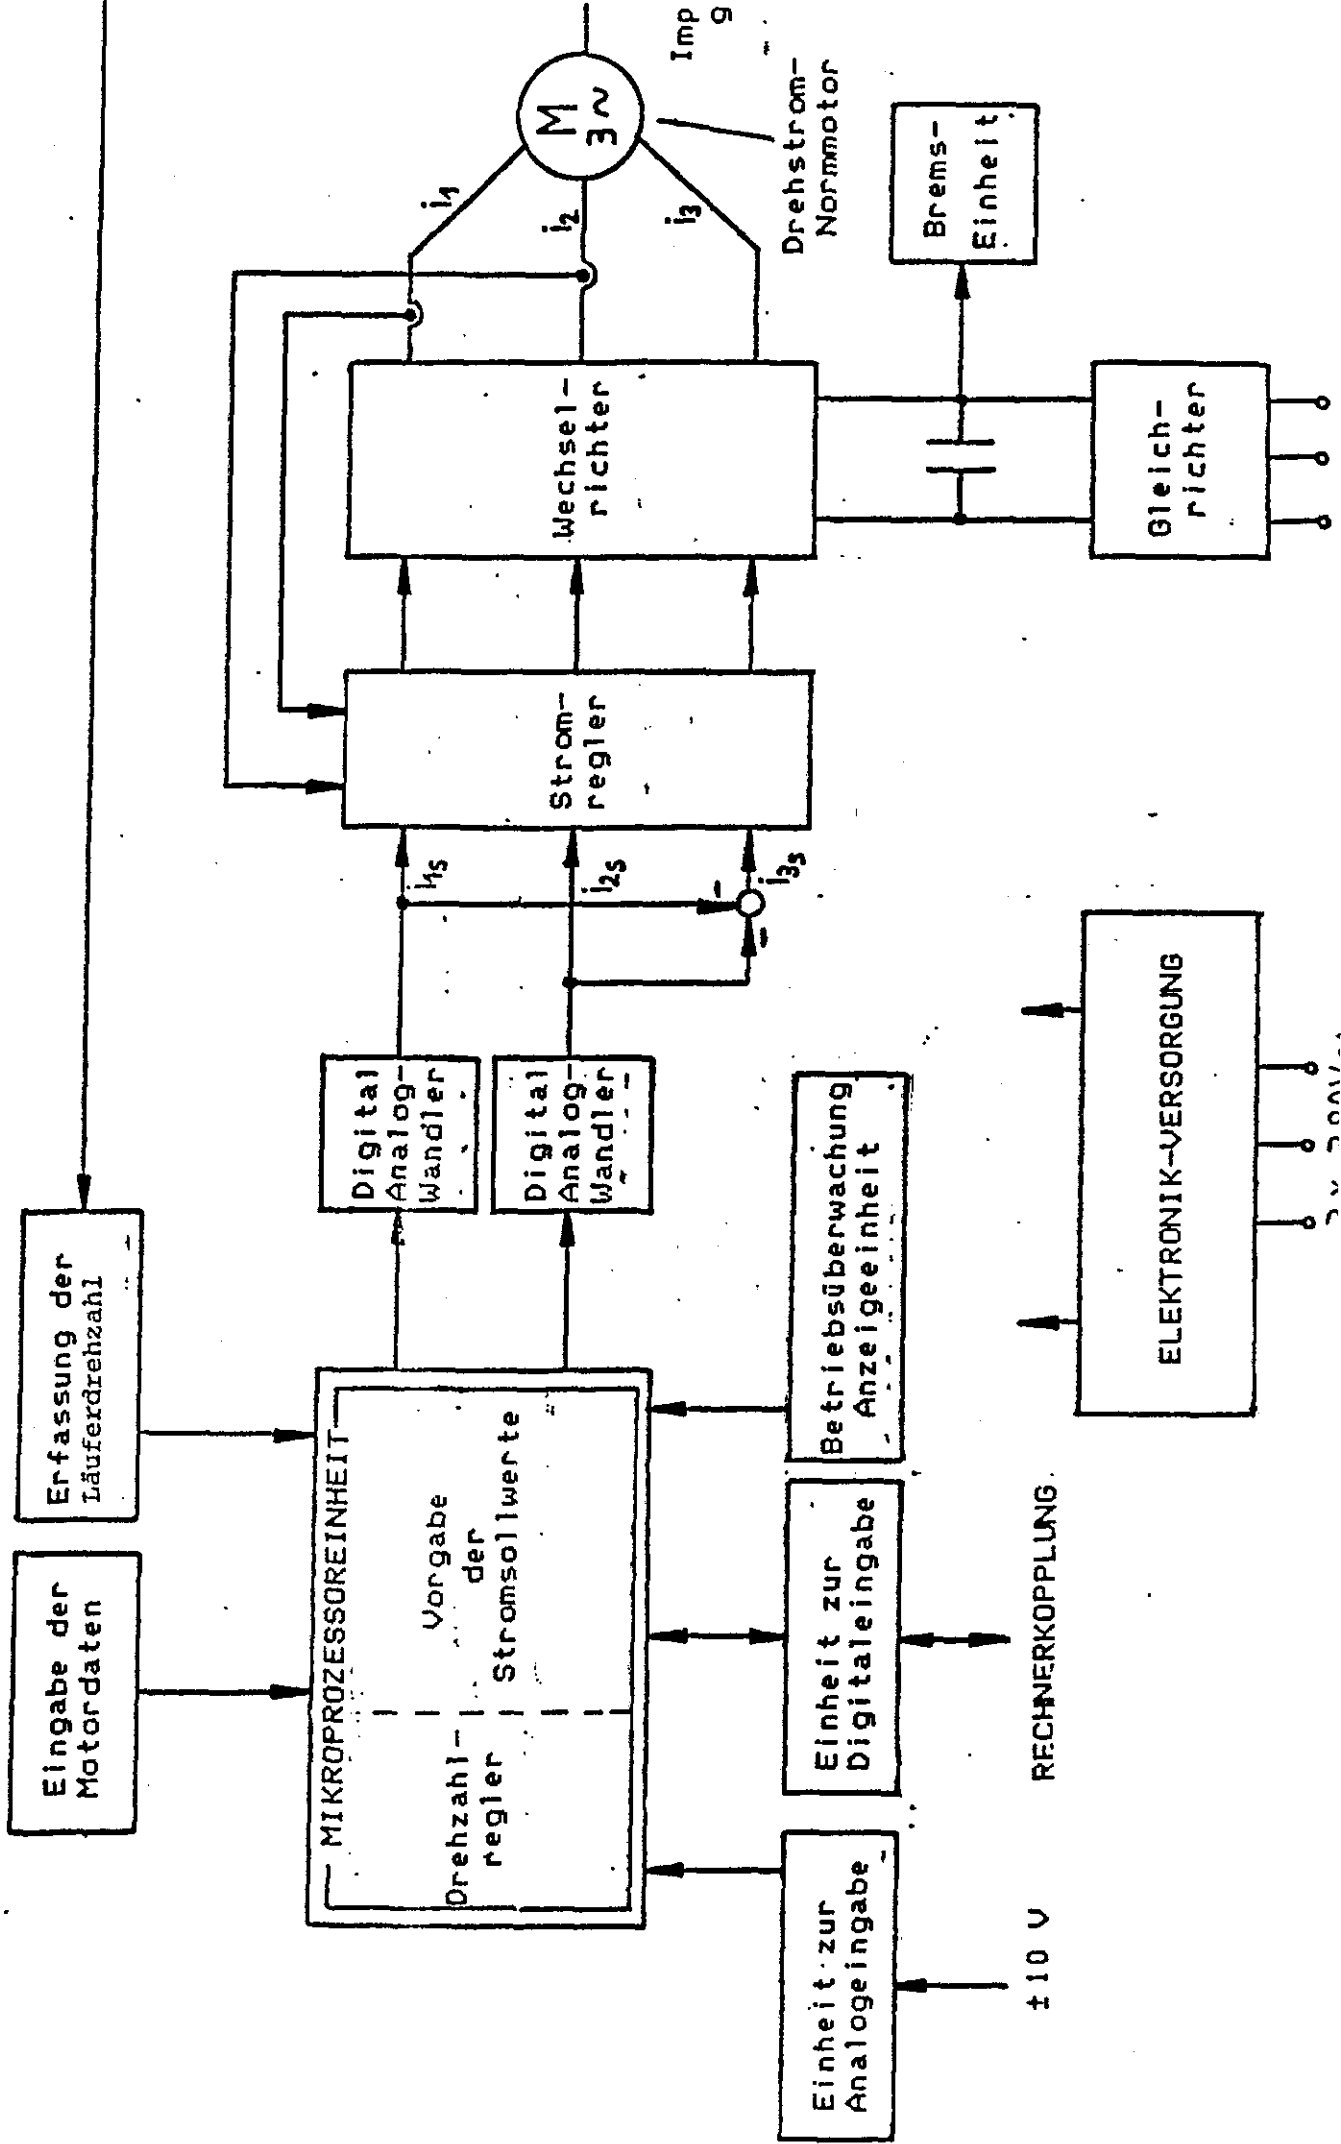 Eingabe der
Motordaten
Erfassung der
Läuferdrehzahl
MIKROPROZESSOREINHEIT
Drehzahl-
regler
Vorgabe
der
Stromsollwerte
Digital
Analog-
Wandler
Digital
Analog-
Wandler
i1s
i2s
i3s
-
-
Strom-
regler
Wechsel-
richter
i1
i2
i3
M
3~
Imp
g
Drehstrom-
Normmotor
Brems-
Einheit
Gleich-
richter
Einheit zur
Analogeingabe
±10 V
Einheit zur
Digitaleingabe
RECHNERKOPPLUNG
Betriebsüberwachung
Anzeigeeinheit
ELEKTRONIK-VERSORGUNG